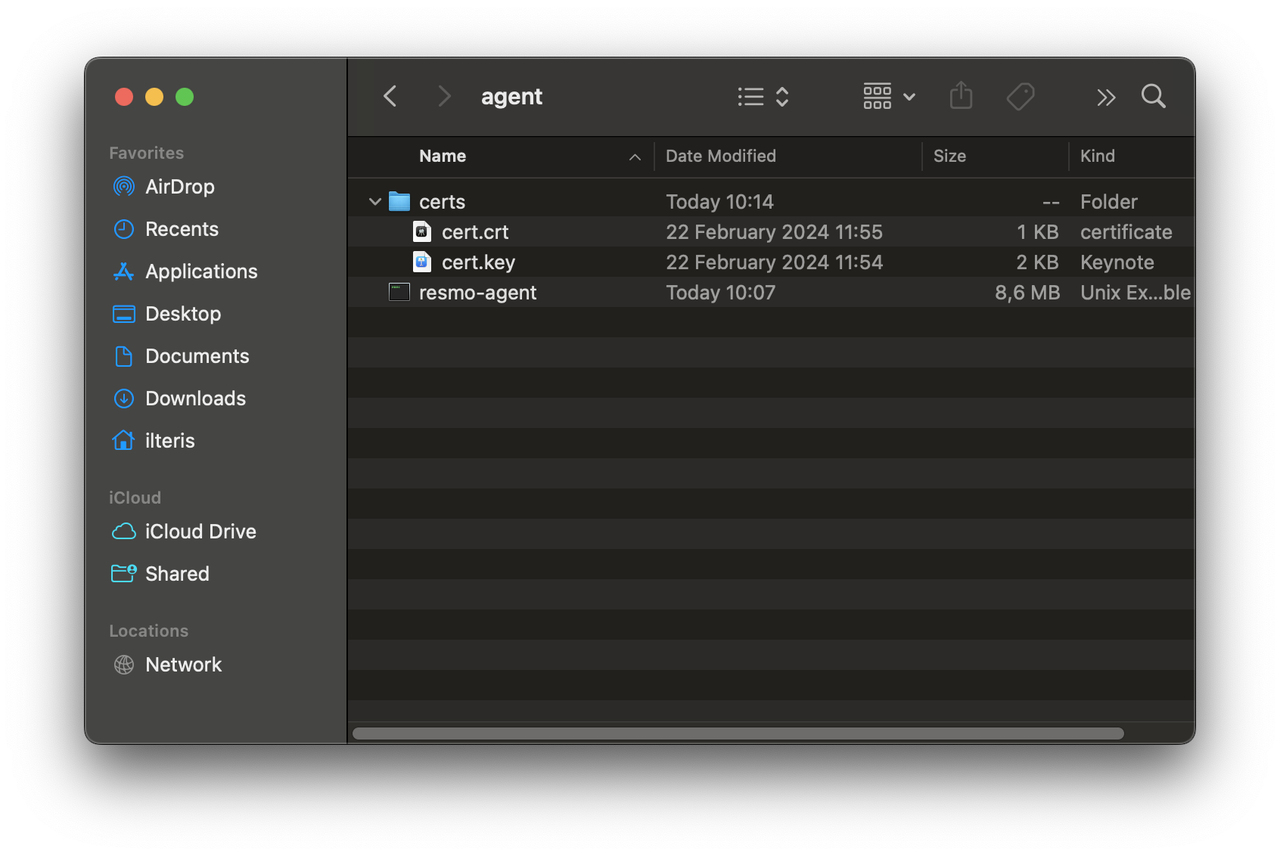 agent
Favorites
AirDrop
Recents
Applications
Desktop
Documents
Downloads
ilteris
iCloud
iCloud Drive
Shared
Locations
Network
Name Date Modified Size Kind
certs Today 10:14 -- Folder
cert.crt 22 February 2024 11:55 1 KB certificate
cert.key 22 February 2024 11:54 2 KB Keynote
resmo-agent Today 10:07 8,6 MB Unix Ex...ble